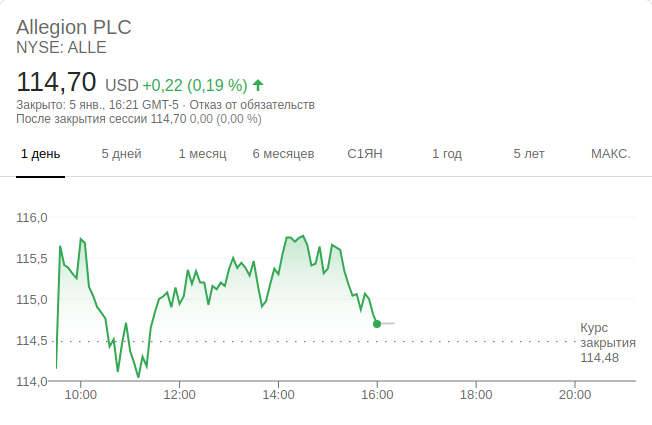 Allegion PLC
NYSE: ALLE
114,70 USD +0,22 (0,19 %)
Закрыто: 5 янв., 16:21 GMT-5 · Отказ от обязательств
После закрытия сессии 114,70 0,00 (0,00 %)
1 день 5 дней 1 месяц 6 месяцев С1ЯН 1 год 5 лет МАКС.
116,0
115,5
115,0
114,5
114,0
Курс
закрытия
114,48
10:00 12:00 14:00 16:00 18:00 20:00